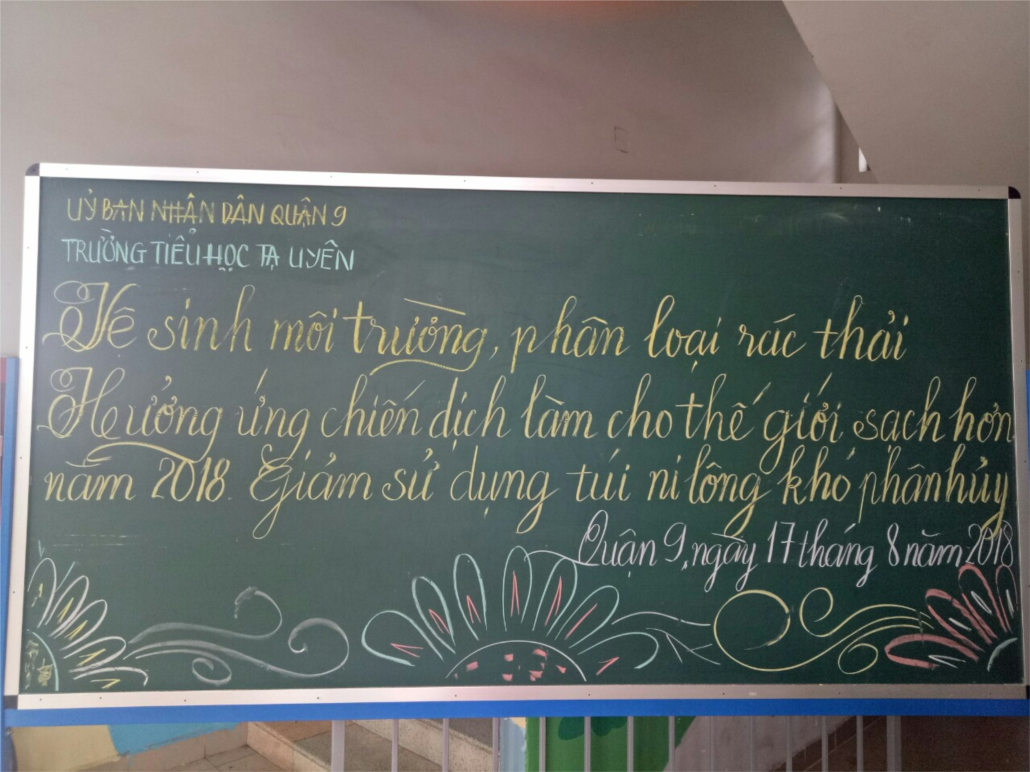 UỶ BAN NHÂN DÂN QUẬN 9
TRƯỜNG TIỂU HỌC TẠ UYÊN
Vệ sinh môi trường, phân loại rác thải
Hưởng ứng chiến dịch làm cho thế giới sạch hơn
năm 2018. Giảm sử dụng túi ni lông khó phân hủy
Quận 9, ngày 17 tháng 8 năm 2018